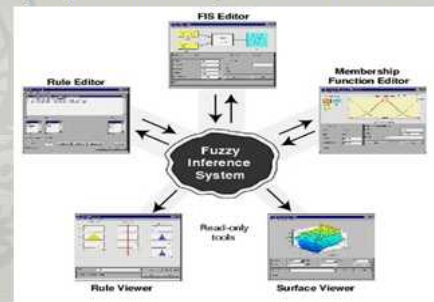 FIS Editor
Rule Editor
Membership
Function Editor
Fuzzy
Inference
System
Read-only
tools
Rule Viewer
Surface Viewer